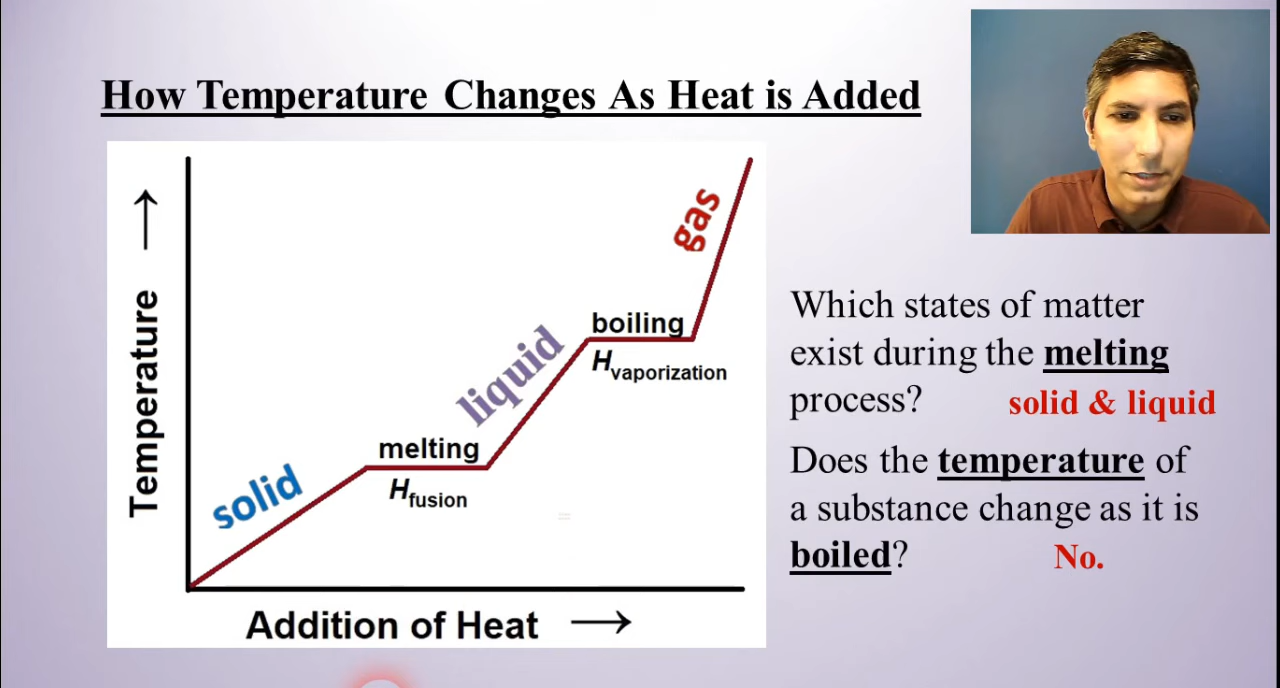 How Temperature Changes As Heat is Added
Temperature →
gas
boiling
Hvaporization
liquid
melting
Hfusion
solid
Addition of Heat →
Which states of matter
exist during the melting
process? solid & liquid
Does the temperature of
a substance change as it is
boiled? No.